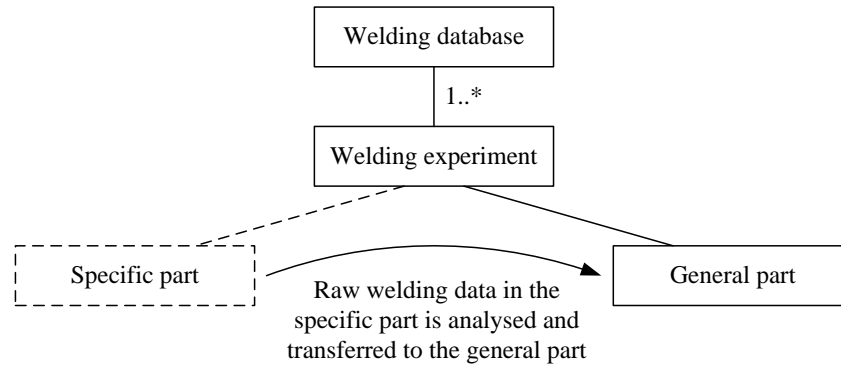 Welding database
1..*
Welding experiment
Specific part
General part
Raw welding data in the
specific part is analysed and
transferred to the general part